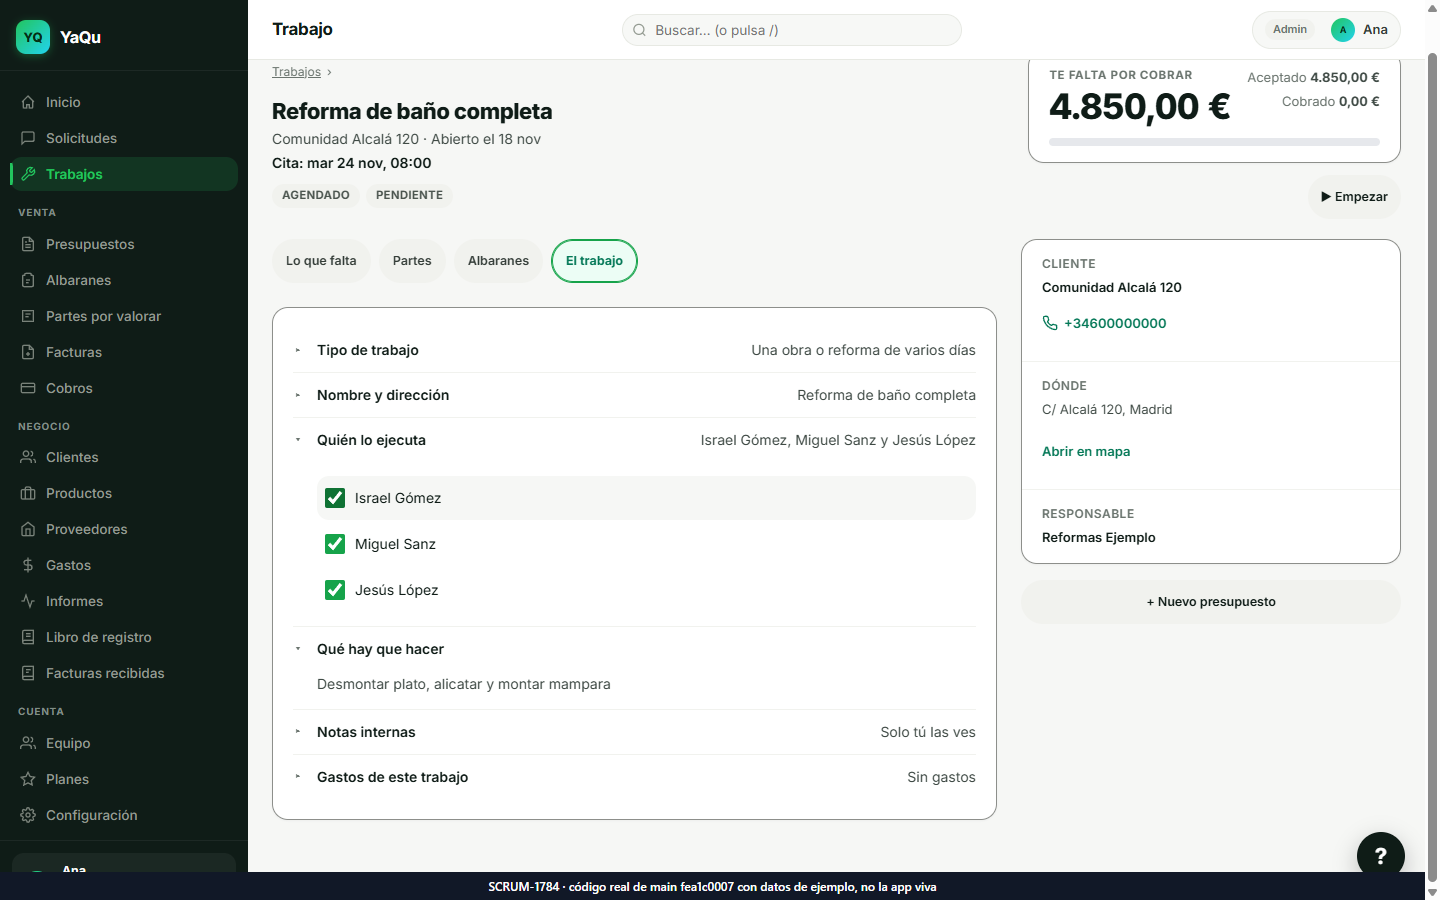 YQ YaQu
Inicio
Solicitudes
Trabajos
VENTA
Presupuestos
Albaranes
Partes por valorar
Facturas
Cobros
NEGOCIO
Clientes
Productos
Proveedores
Gastos
Informes
Libro de registro
Facturas recibidas
CUENTA
Equipo
Planes
Configuración
Ana
Trabajo
Buscar... (o pulsa /)
Admin A Ana
Trabajos ›
Reforma de baño completa
Comunidad Alcalá 120 · Abierto el 18 nov
Cita: mar 24 nov, 08:00
AGENDADO PENDIENTE
TE FALTA POR COBRAR
4.850,00 €
Aceptado 4.850,00 €
Cobrado 0,00 €
▶ Empezar
Lo que falta Partes Albaranes El trabajo
Tipo de trabajo Una obra o reforma de varios días
Nombre y dirección Reforma de baño completa
Quién lo ejecuta Israel Gómez, Miguel Sanz y Jesús López
Israel Gómez
Miguel Sanz
Jesús López
Qué hay que hacer
Desmontar plato, alicatar y montar mampara
Notas internas Solo tú las ves
Gastos de este trabajo Sin gastos
CLIENTE
Comunidad Alcalá 120
+34600000000
DÓNDE
C/ Alcalá 120, Madrid
Abrir en mapa
RESPONSABLE
Reformas Ejemplo
+ Nuevo presupuesto
?
SCRUM-1784 · código real de main fea1c0007 con datos de ejemplo, no la app viva